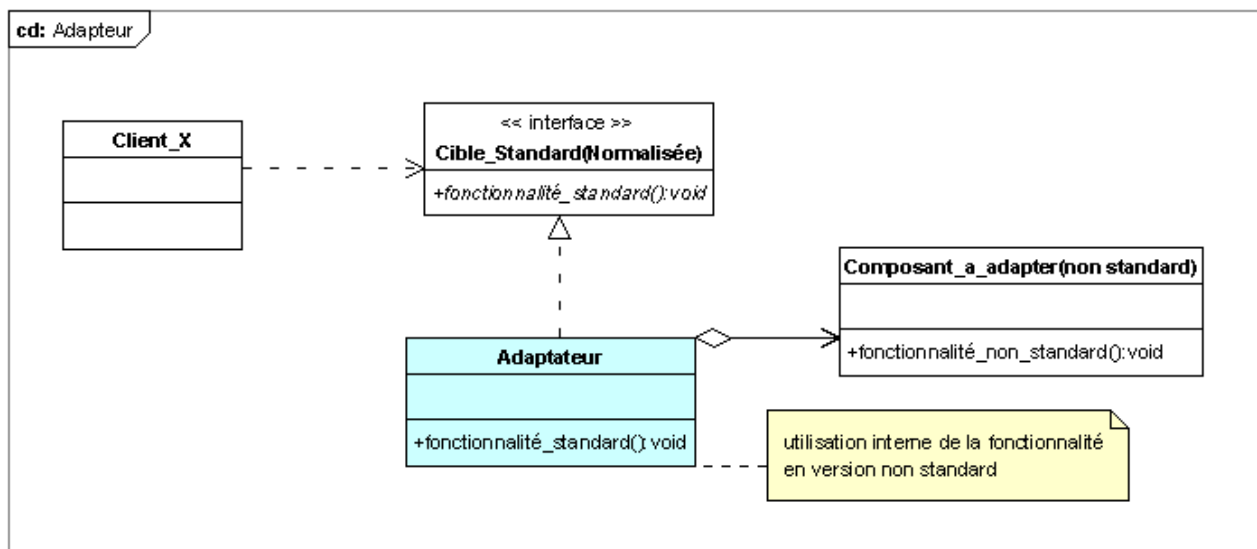 cd: Adapteur
Client_X
<< interface >>
Cible_Standard(Normalisée)
+fonctionnalité_standard():void
Composant_a_adapter(non standard)
+fonctionnalité_non_standard():void
Adaptateur
+fonctionnalité_standard():void
utilisation interne de la fonctionnalité
en version non standard